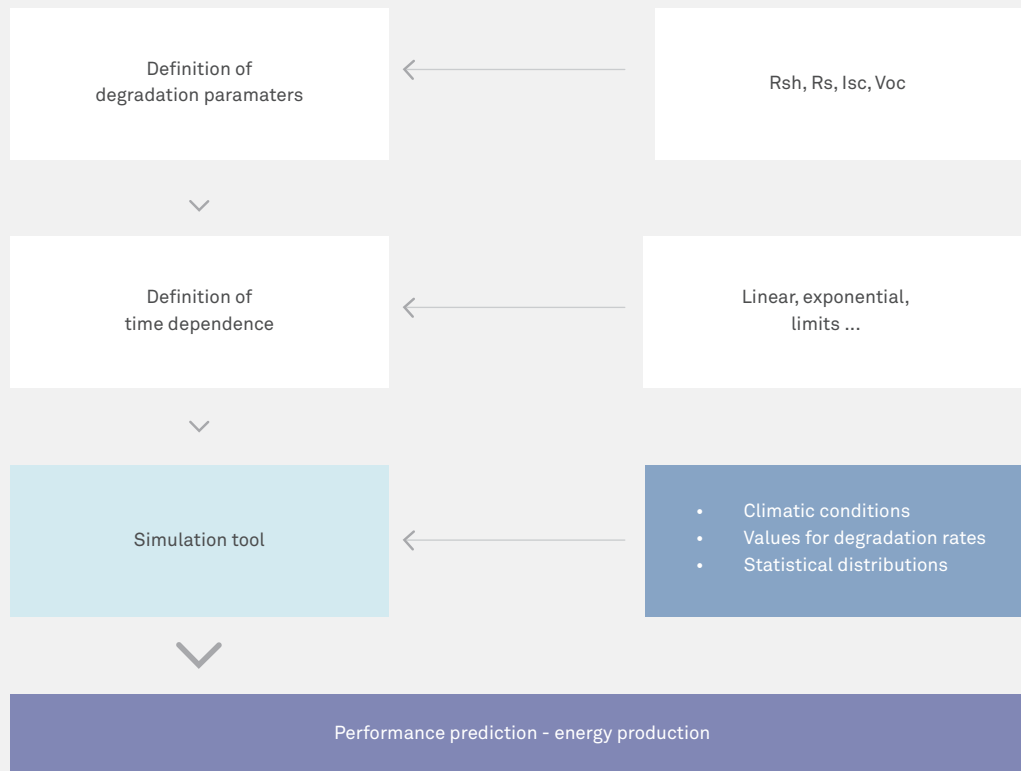 Definition of
degradation paramaters
Rsh, Rs, Isc, Voc
Definition of
time dependence
Linear, exponential,
limits ...
Simulation tool
• Climatic conditions
• Values for degradation rates
• Statistical distributions
Performance prediction - energy production